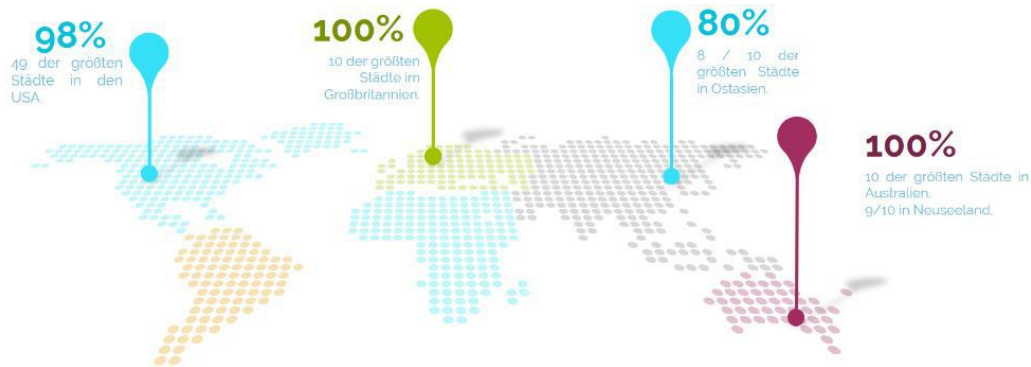 98%
49 der größten
Städte in den
USA.
100%
10 der größten
Städte im
Großbritannien.
80%
8 / 10 der
größten Städte
in Ostasien.
100%
10 der größten Städte in
Australien.
9/10 in Neuseeland.